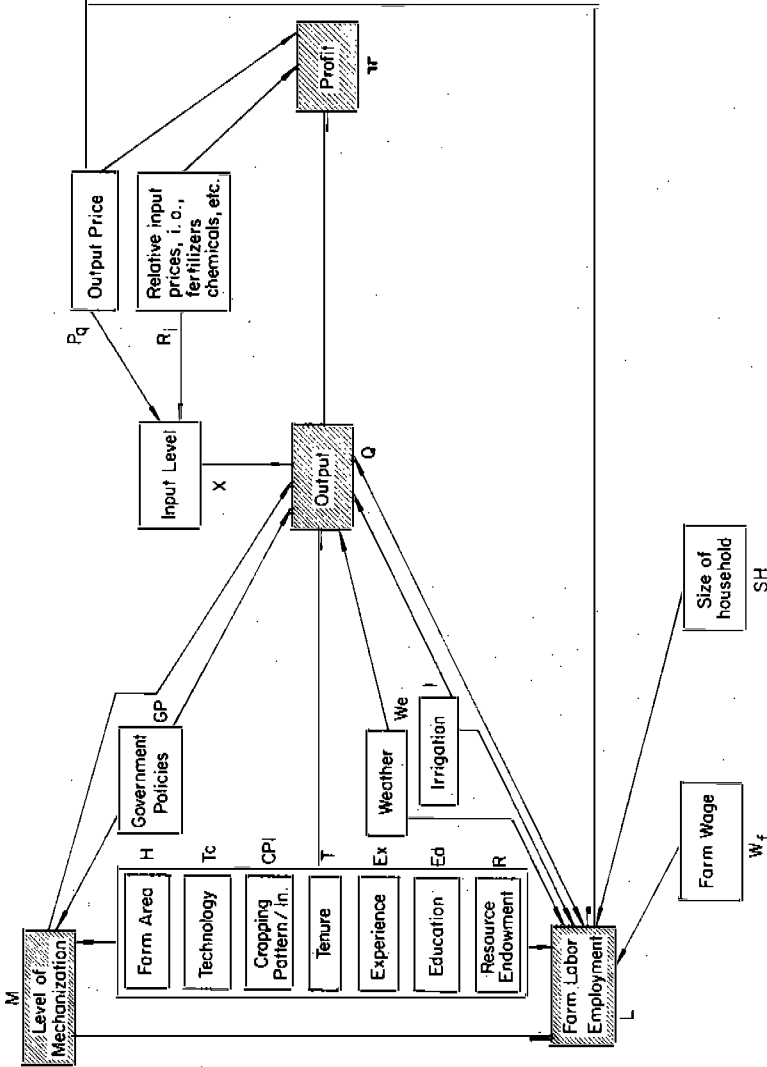 M
Level of
Mechanization
Farm Area
H
Technology
Tc
Cropping
Pattern / In.
CPI
Tenure
T
Experience
Ex
Education
Ed
Resource
Endowment
R
Farm Labor
Employment
L
Government
Policies
GP
Weather
We
Irrigation
I
Farm Wage
Wf
Size of
household
SH
Input Level
X
Output
Q
Pq
Output Price
Ri
Relative input
prices, i. o.,
fertilizers
chemicals, etc.
Profit
π